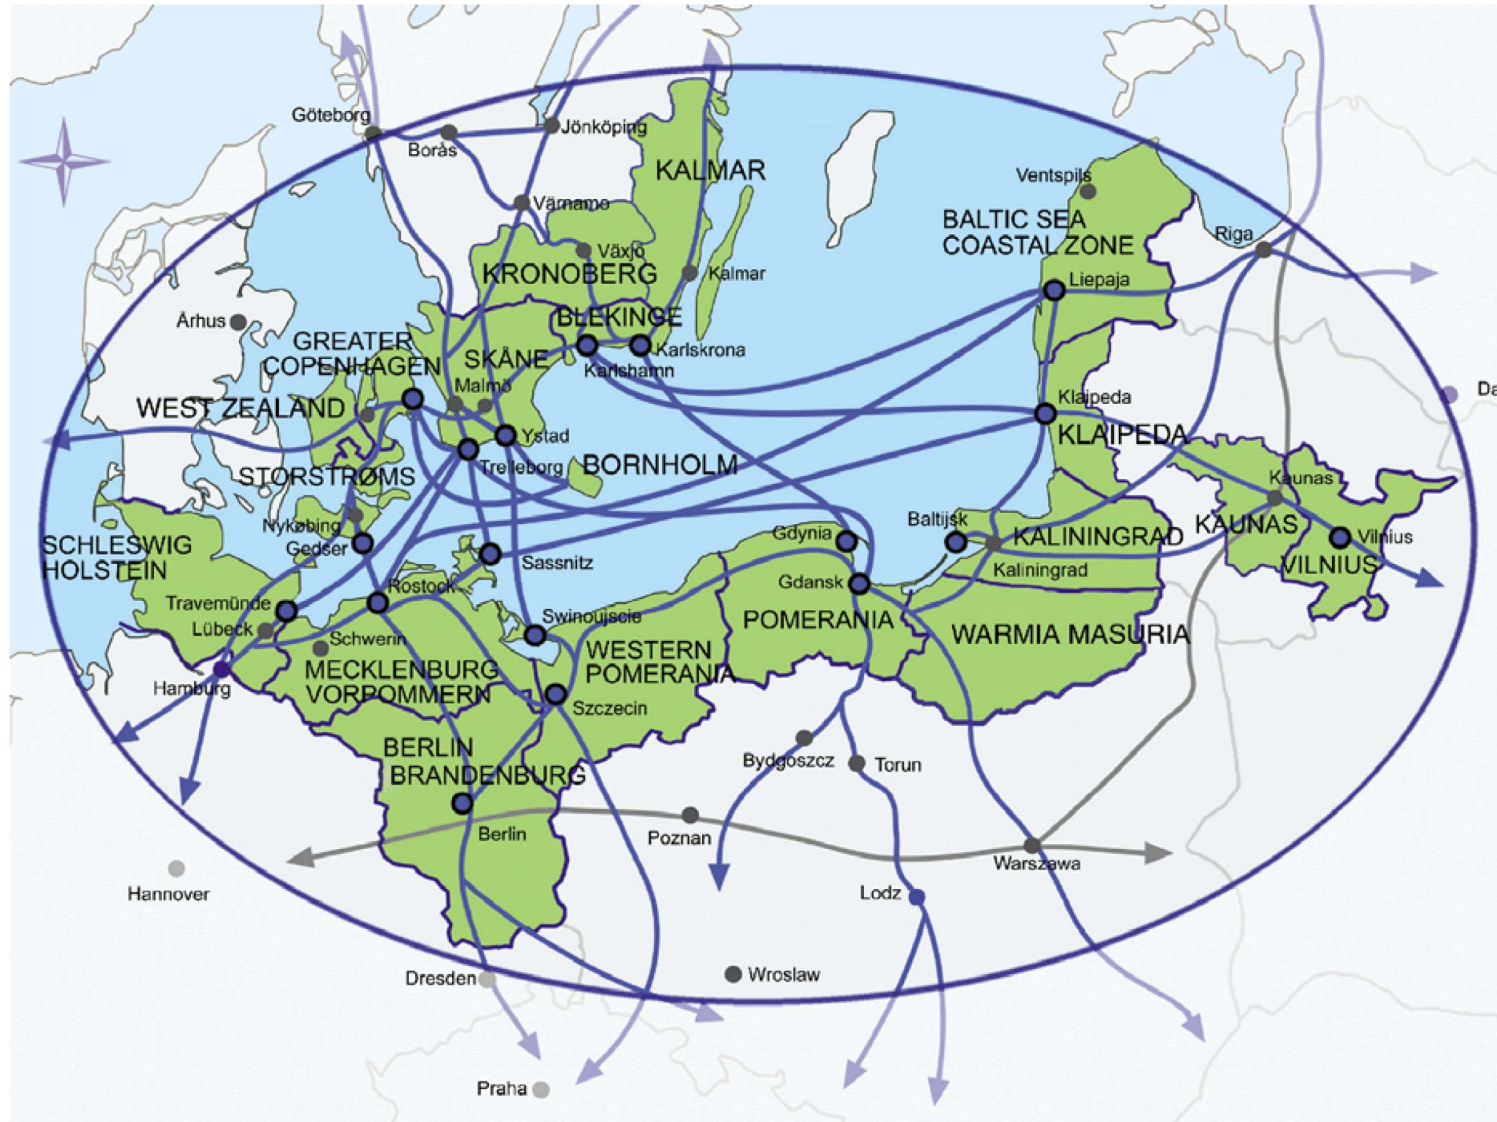 Göteborg
Borås
Jönköping
KALMAR
Ventspils
Värnamo
BALTIC SEA
COASTAL ZONE
Riga
Växjö
KRONOBERG
Kalmar
Liepaja
Århus
BLEKINGE
GREATER
COPENHAGEN
SKÅNE
Karlskrona
Karlshamn
Malmö
Da
WEST ZEALAND
Klaipeda
KLAIPEDA
Ystad
Trelleborg
BORNHOLM
STORSTRØMS
Kaunas
Nykøbing
Gedser
Gdynia
Baltijsk
KALININGRAD
KAUNAS
Vilnius
SCHLESWIG
HOLSTEIN
Sassnitz
Kaliningrad
VILNIUS
Rostock
Gdansk
Travemünde
Lübeck
Swinoujscie
POMERANIA
WARMIA MASURIA
Schwerin
WESTERN
POMERANIA
MECKLENBURG
VORPOMMERN
Hamburg
Szczecin
BERLIN
BRANDENBURG
Bydgoszcz
Torun
Berlin
Poznan
Warszawa
Hannover
Lodz
Dresden
Wroslaw
Praha